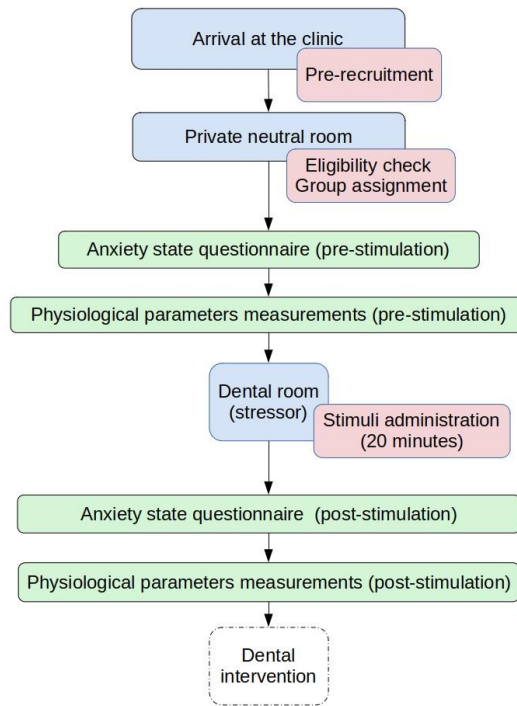 Arrival at the clinic
Pre-recruitment
Private neutral room
Eligibility check
Group assignment
Anxiety state questionnaire (pre-stimulation)
Physiological parameters measurements (pre-stimulation)
Dental room
(stressor)
Stimuli administration
(20 minutes)
Anxiety state questionnaire  (post-stimulation)
Physiological parameters measurements (post-stimulation)
Dental
intervention